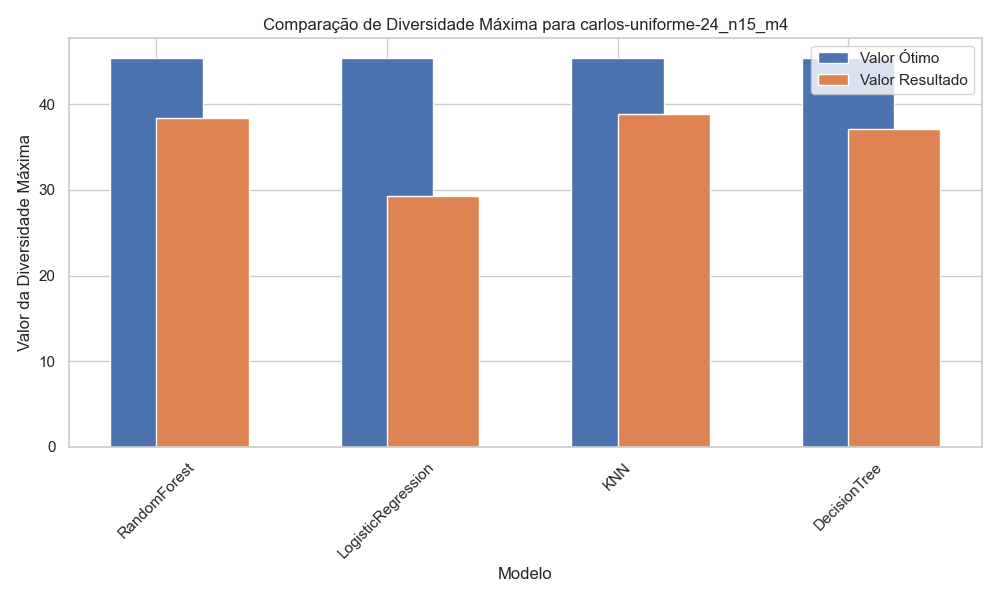 Comparação de Diversidade Máxima para carlos-uniforme-24_n15_m4
Valor Ótimo
Valor Resultado
Valor da Diversidade Máxima
40
30
20
10
0
RandomForest
LogisticRegression
KNN
DecisionTree
Modelo